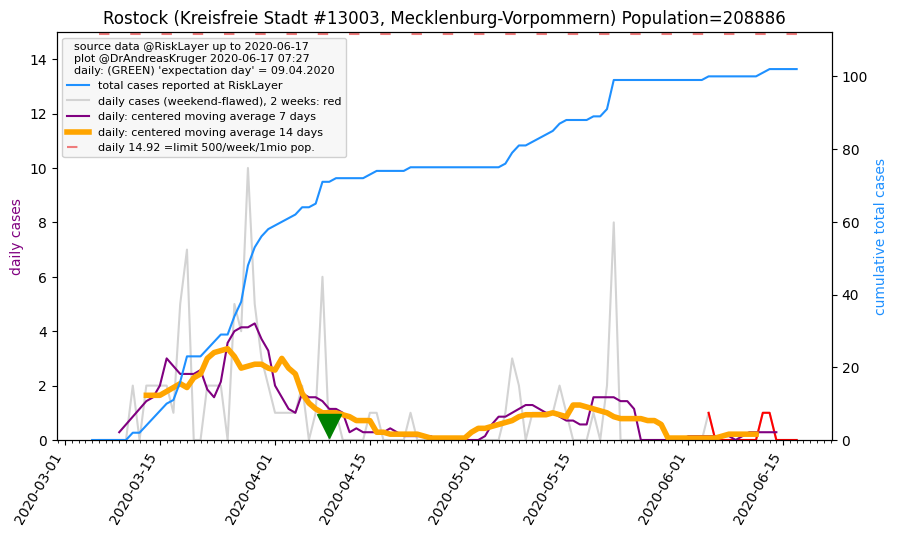 Rostock (Kreisfreie Stadt #13003, Mecklenburg-Vorpommern) Population=208886
source data @RiskLayer up to 2020-06-17
plot @DrAndreasKruger 2020-06-17 07:27
daily: (GREEN) 'expectation day' = 09.04.2020
total cases reported at RiskLayer
daily cases (weekend-flawed), 2 weeks: red
daily: centered moving average 7 days
daily: centered moving average 14 days
daily 14.92 =limit 500/week/1mio pop.
daily cases
14
12
10
8
6
4
2
0
100
80
60
40
20
0
cumulative total cases
2020-03-01
2020-03-15
2020-04-01
2020-04-15
2020-05-01
2020-05-15
2020-06-01
2020-06-15